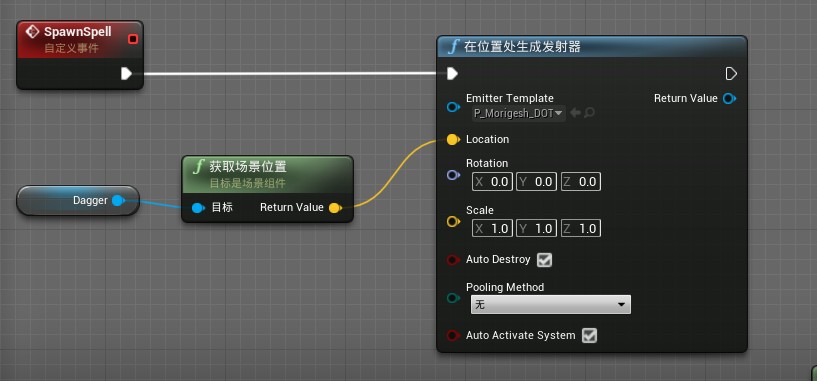 SpawnSpell
自定义事件
在位置处生成发射器
Emitter Template
Return Value
P_Morigesh_DOT
Location
获取场景位置
目标是场景组件
Rotation
X 0.0 Y 0.0 Z 0.0
Dagger
目标
Return Value
Scale
X 1.0 Y 1.0 Z 1.0
Auto Destroy
Pooling Method
无
Auto Activate System